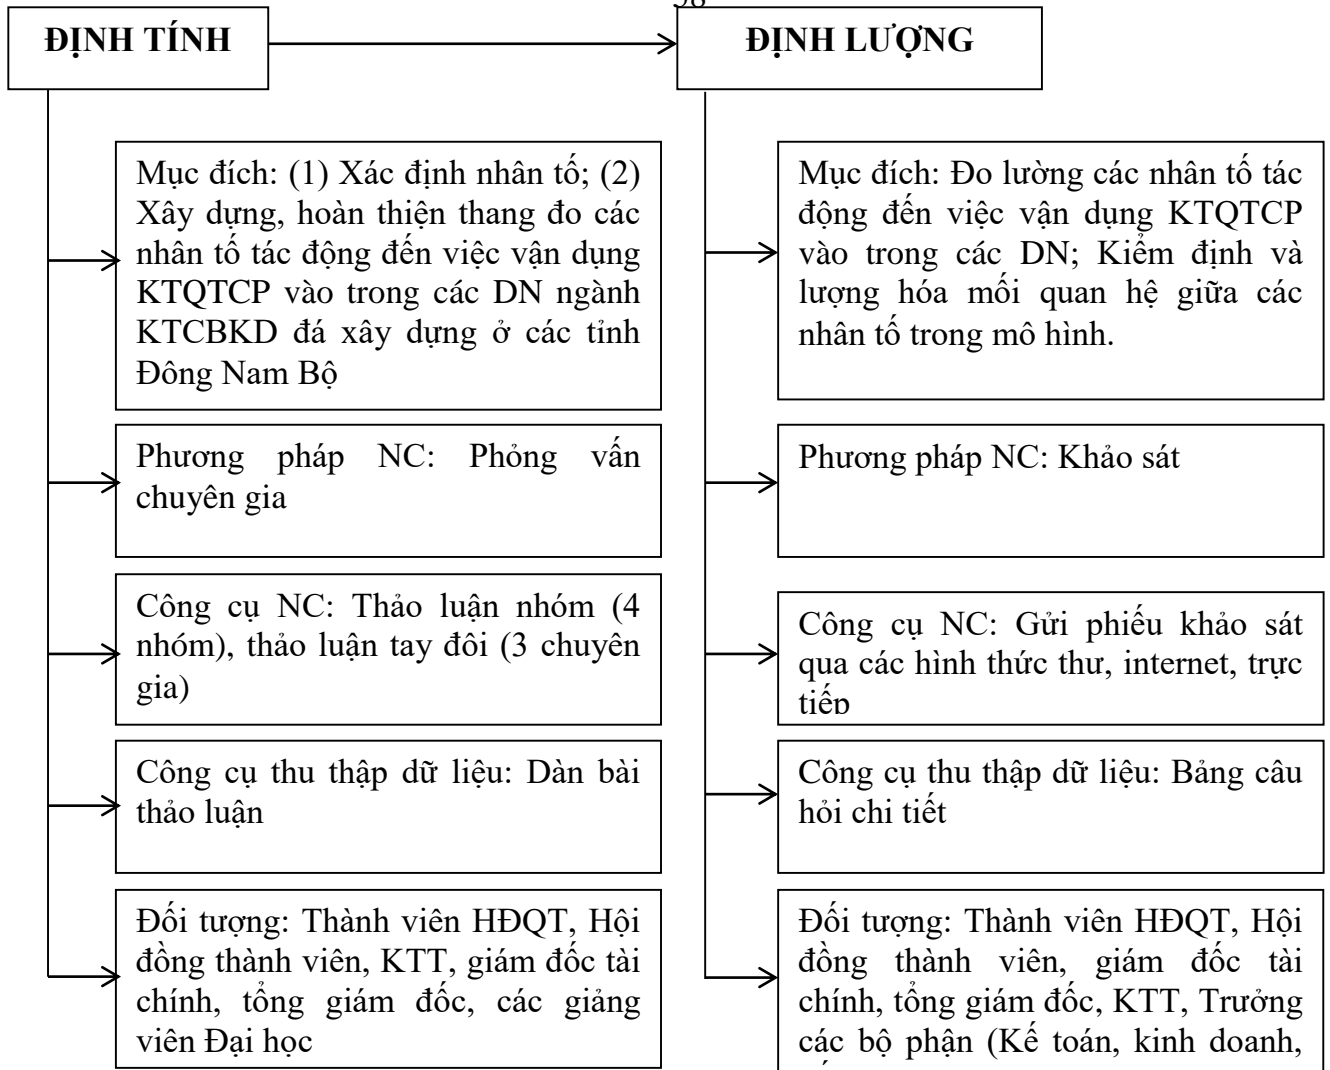 ĐỊNH TÍNH
ĐỊNH LƯỢNG
Mục đích: (1) Xác định nhân tố; (2)
Xây dựng, hoàn thiện thang đo các
nhân tố tác động đến việc vận dụng
KTQTCP vào trong các DN ngành
KTCBKD đá xây dựng ở các tỉnh
Đông Nam Bộ
Phương pháp NC: Phỏng vấn
chuyên gia
Công cụ NC: Thảo luận nhóm (4
nhóm), thảo luận tay đôi (3 chuyên
gia)
Công cụ thu thập dữ liệu: Dàn bài
thảo luận
Đối tượng: Thành viên HĐQT, Hội
đồng thành viên, KTT, giám đốc tài
chính, tổng giám đốc, các giảng
viên Đại học
Mục đích: Đo lường các nhân tố tác
động đến việc vận dụng KTQTCP
vào trong các DN; Kiểm định và
lượng hóa mối quan hệ giữa các
nhân tố trong mô hình.
Phương pháp NC: Khảo sát
Công cụ NC: Gửi phiếu khảo sát
qua các hình thức thư, internet, trực
tiếp
Công cụ thu thập dữ liệu: Bảng câu
hỏi chi tiết
Đối tượng: Thành viên HĐQT, Hội
đồng thành viên, giám đốc tài
chính, tổng giám đốc, KTT, Trưởng
các bộ phận (Kế toán, kinh doanh,